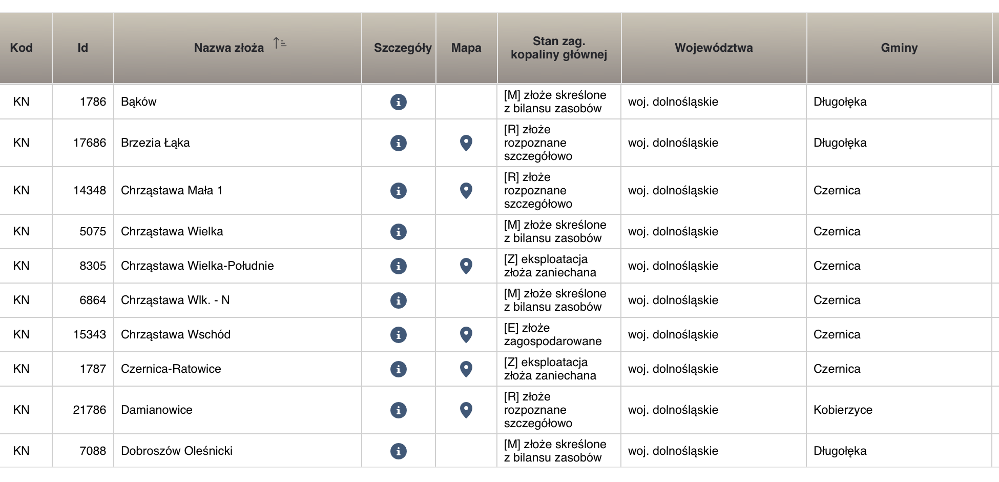 Kod Id Nazwa złoża Szczegóły Mapa Stan zag. kopaliny głównej Województwa Gminy
KN 1786 Bąków [M] złoże skreślone z bilansu zasobów woj. dolnośląskie Długołęka
KN 17686 Brzezia Łąka [R] złoże rozpoznane szczegółowo woj. dolnośląskie Długołęka
KN 14348 Chrząstawa Mała 1 [R] złoże rozpoznane szczegółowo woj. dolnośląskie Czernica
KN 5075 Chrząstawa Wielka [M] złoże skreślone z bilansu zasobów woj. dolnośląskie Czernica
KN 8305 Chrząstawa Wielka-Południe [Z] eksploatacja złoża zaniechana woj. dolnośląskie Czernica
KN 6864 Chrząstawa Wlk. - N [M] złoże skreślone z bilansu zasobów woj. dolnośląskie Czernica
KN 15343 Chrząstawa Wschód [E] złoże zagospodarowane woj. dolnośląskie Czernica
KN 1787 Czernica-Ratowice [Z] eksploatacja złoża zaniechana woj. dolnośląskie Czernica
KN 21786 Damianowice [R] złoże rozpoznane szczegółowo woj. dolnośląskie Kobierzyce
KN 7088 Dobroszów Oleśnicki [M] złoże skreślone z bilansu zasobów woj. dolnośląskie Długołęka